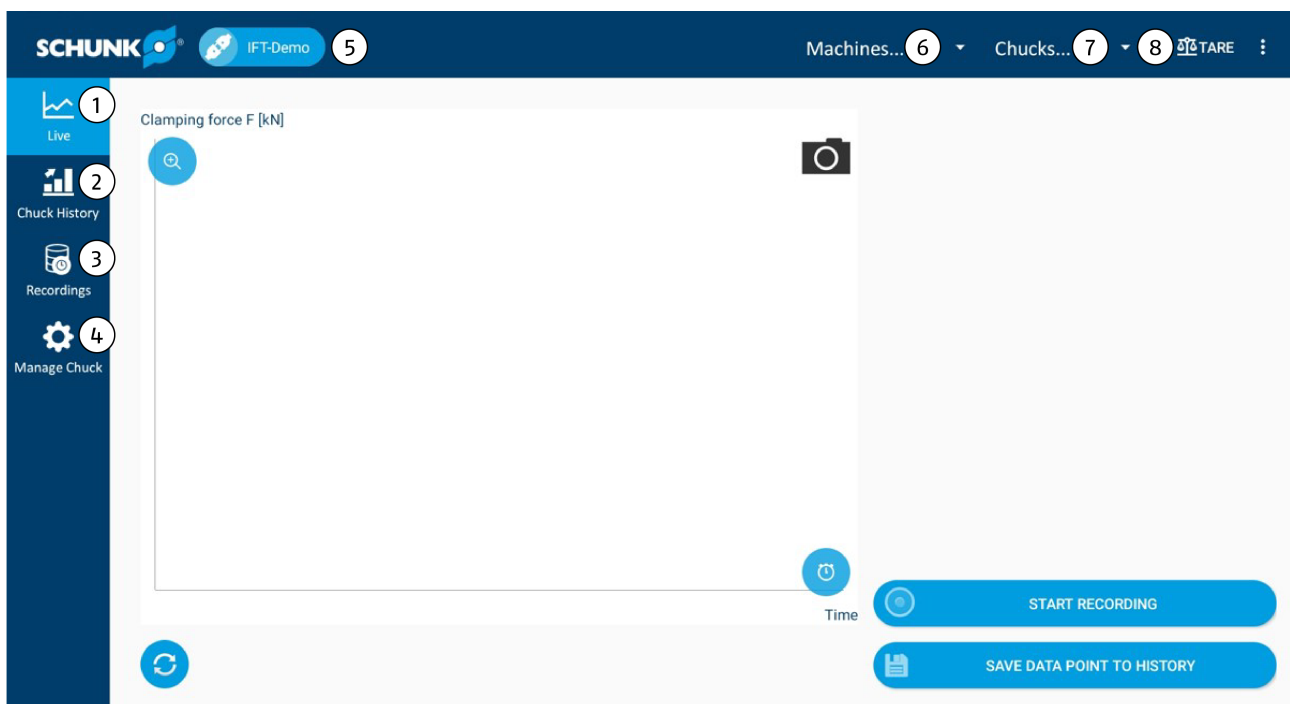 SCHUNK ® IFT-Demo 5 Machines... 6 Chucks... 7 8 TARE
1
Live
2
Chuck History
3
Recordings
4
Manage Chuck
Clamping force F [kN]
Time
START RECORDING
SAVE DATA POINT TO HISTORY